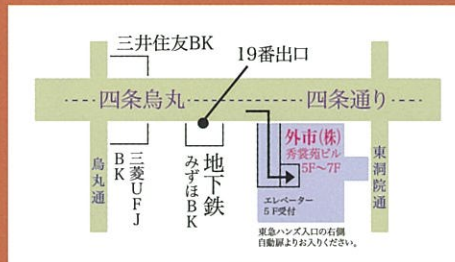 三井住友BK
19番出口
四条烏丸
四条通り
烏丸通
三菱UFJ
BK
地下鉄
みずほBK
外市(株)
秀裳苑ビル
5F〜7F
エレベーター
5F受付
東洞院通
東急ハンズ入口の右側
自動扉よりお入りください。